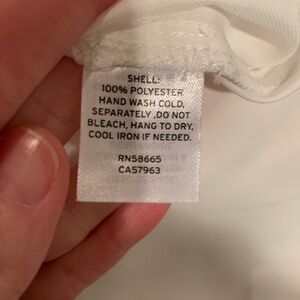 SHELL:
100% POLYESTER
HAND WASH COLD,
SEPARATELY ,DO NOT
BLEACH, HANG TO DRY,
COOL IRON IF NEEDED.
RN58665
CA57963